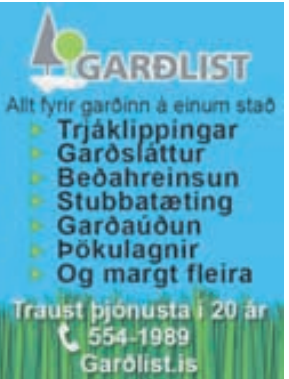 GARÐLIST
Allt fyrir garðinn á einum stað
Trjáklippingar
Garðsláttur
Beðahreinsun
Stubbatæting
Garðaúðun
Þökulagnir
Og margt fleira
Traust þjónusta í 20 ár
554-1989
Garðlist.is